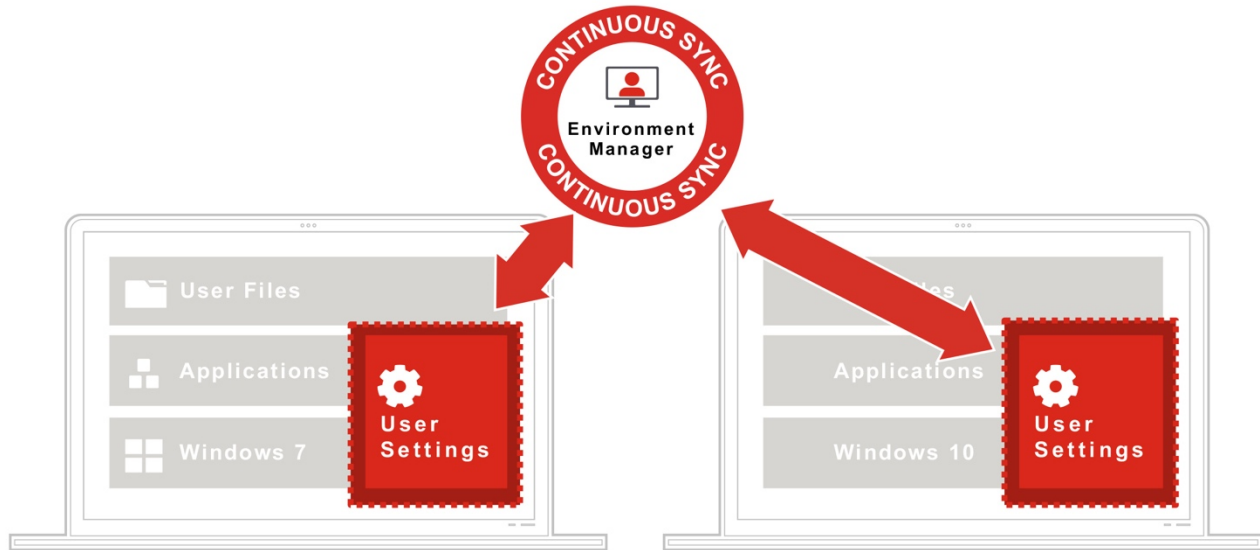 CONTINUOUS SYNC
Environment
Manager
CONTINUOUS SYNC
User Files
Applications
Windows 7
User
Settings
Applications
Windows 10
User
Settings